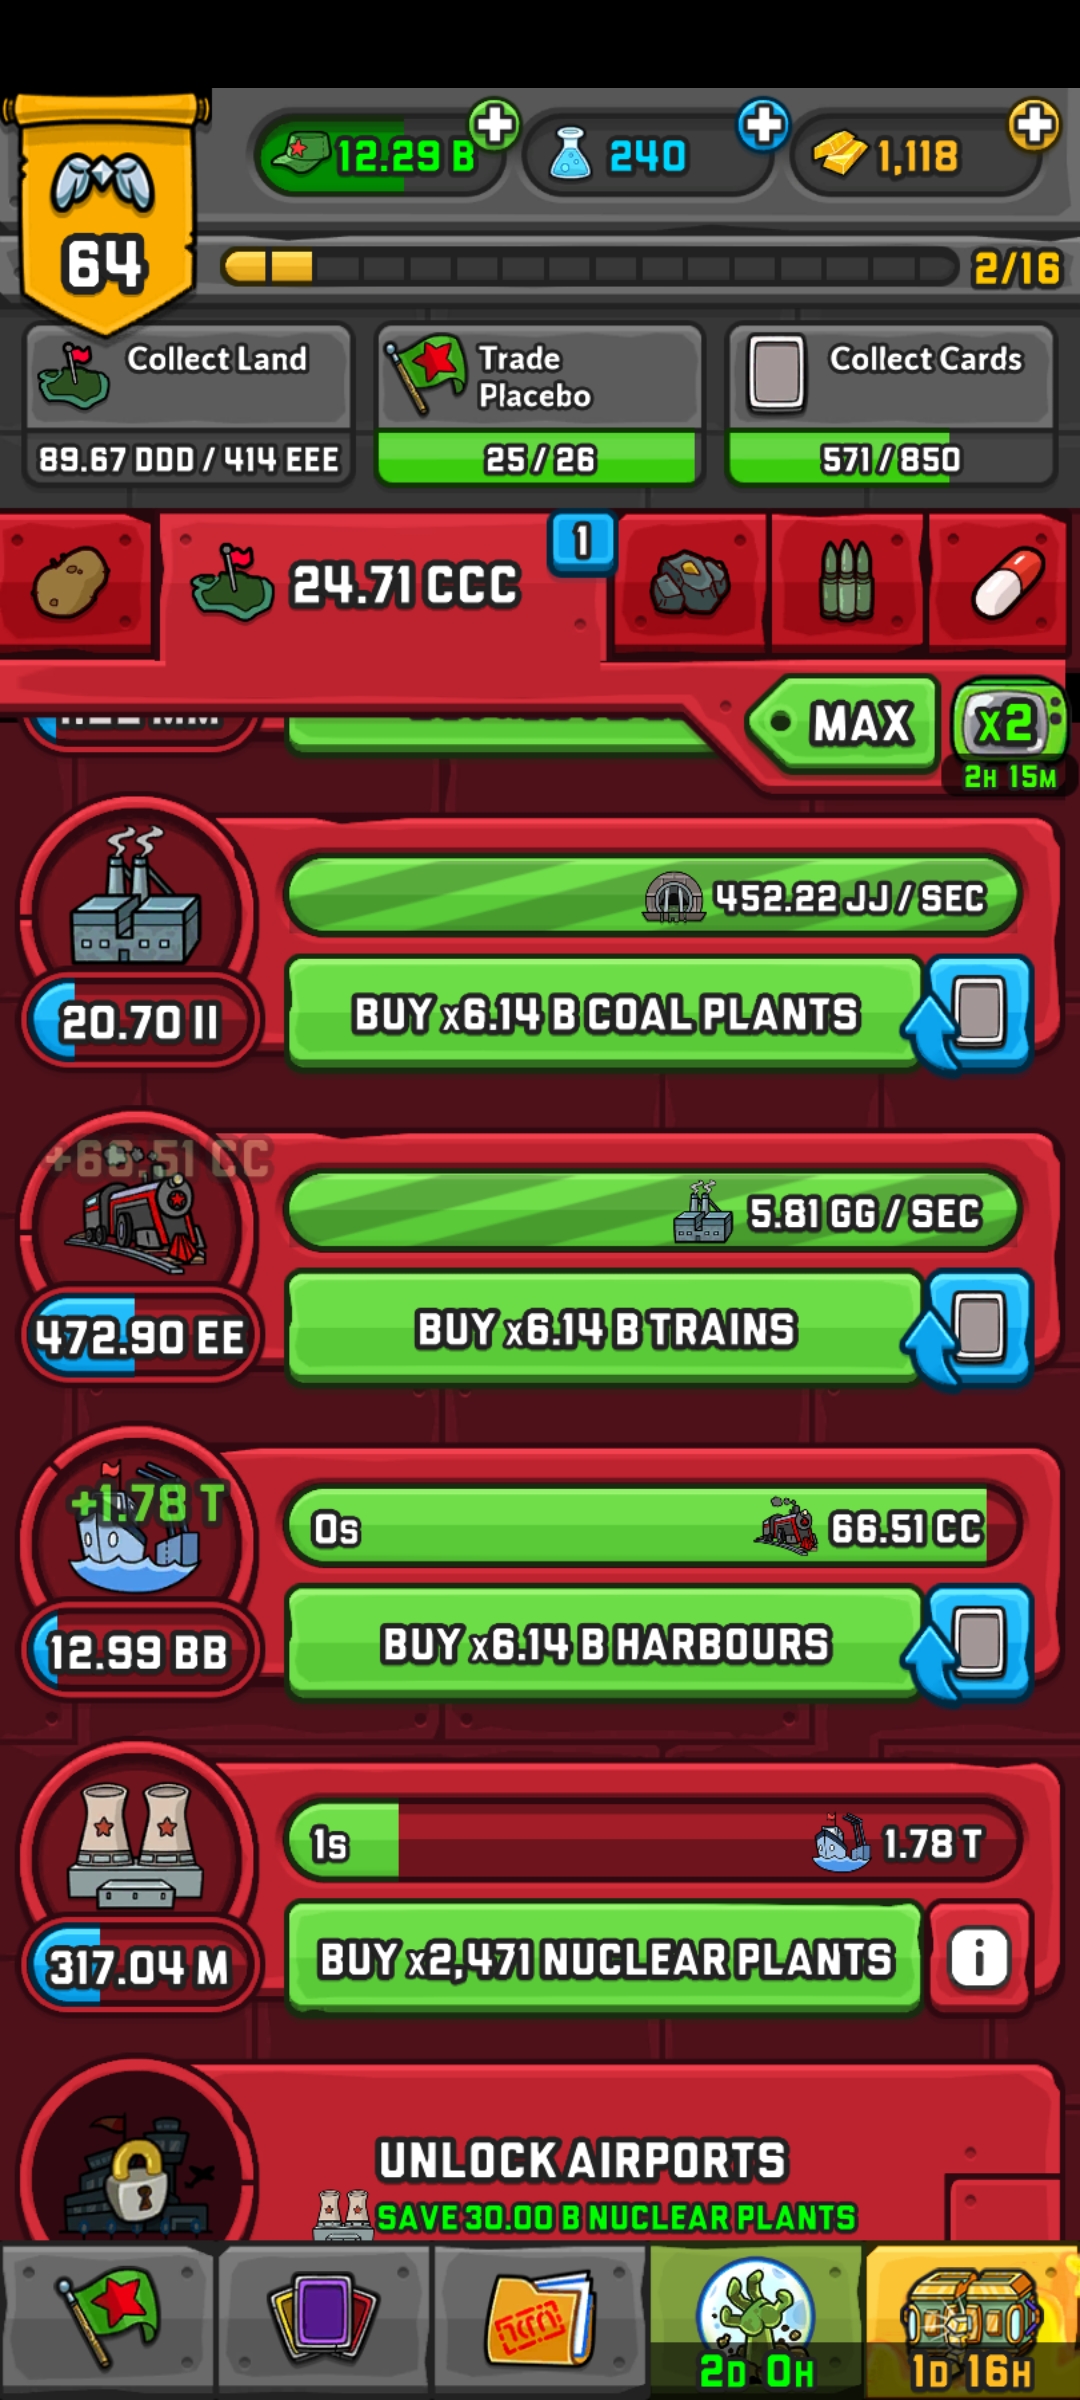 12.29 B
240
1,118
64
2/16
Collect Land
89.67 DDD / 414 EEE
Trade
Placebo
25 / 26
Collect Cards
571 / 850
24.71 CCC
1
MAX
x2
2H 15M
452.22 JJ / SEC
20.70 II
BUY x6.14 B COAL PLANTS
+66.51 CC
5.81 GG / SEC
472.90 EE
BUY x6.14 B TRAINS
+1.78 T
0s
66.51 CC
12.99 BB
BUY x6.14 B HARBOURS
1s
1.78 T
317.04 M
BUY x2,471 NUCLEAR PLANTS
i
UNLOCK AIRPORTS
SAVE 30.00 B NUCLEAR PLANTS
2D 0H
1D 16H